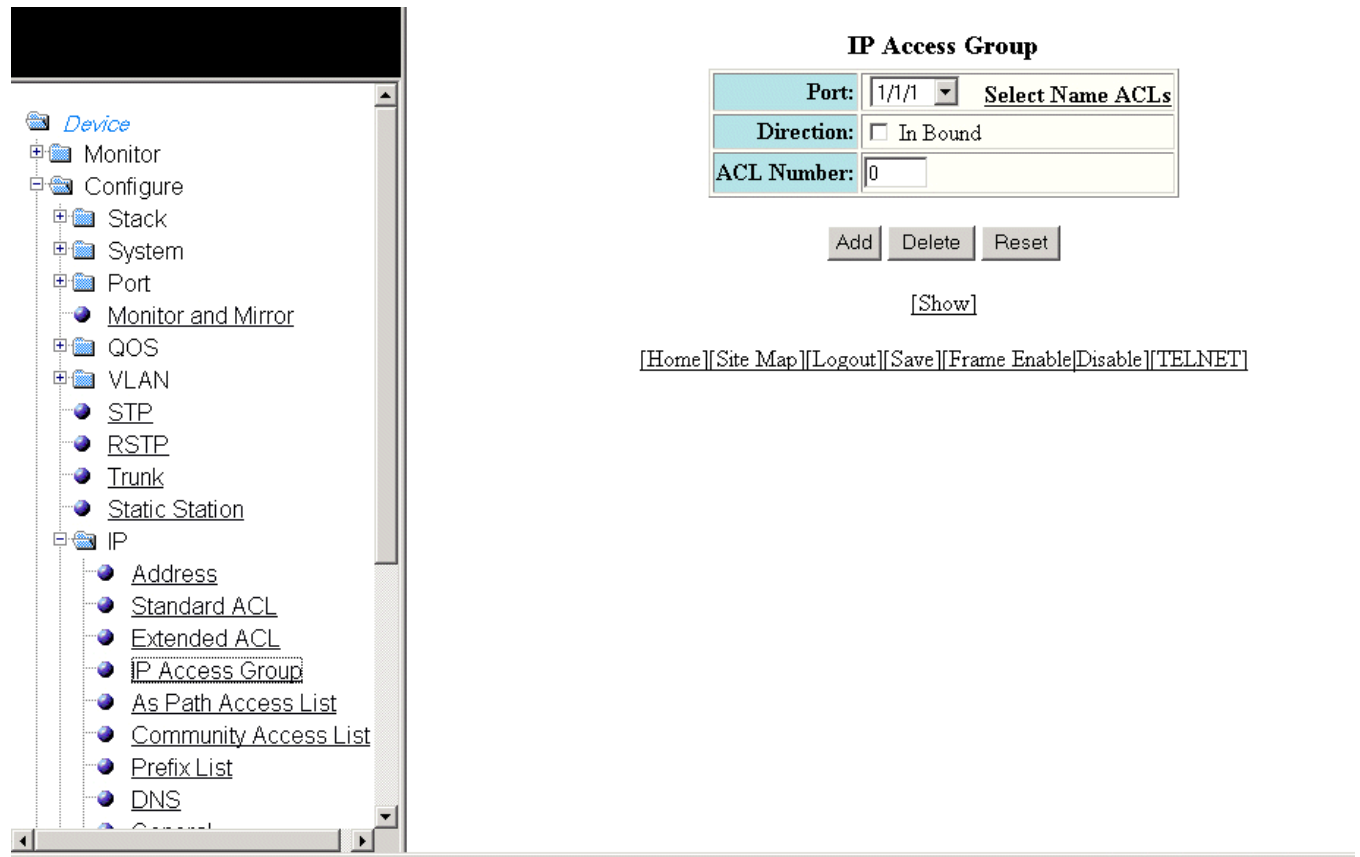 Device
Monitor
Configure
Stack
System
Port
Monitor and Mirror
QOS
VLAN
STP
RSTP
Trunk
Static Station
IP
Address
Standard ACL
Extended ACL
IP Access Group
As Path Access List
Community Access List
Prefix List
DNS
IP Access Group
Port: 1/1/1 Select Name ACLs
Direction: In Bound
ACL Number: 0
Add Delete Reset
[Show]
[Home][Site Map][Logout][Save][Frame Enable|Disable][TELNET]